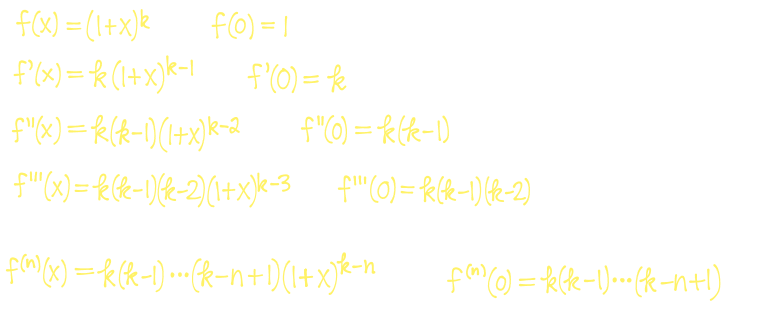 f(x) = (1+x)^k f(0) = 1
f'(x) = k(1+x)^{k-1} f'(0) = k
f''(x) = k(k-1)(1+x)^{k-2} f''(0) = k(k-1)
f'''(x) = k(k-1)(k-2)(1+x)^{k-3} f'''(0) = k(k-1)(k-2)
f^{(n)}(x) = k(k-1)···(k-n+1)(1+x)^{k-n} f^{(n)}(0) = k(k-1)···(k-n+1)